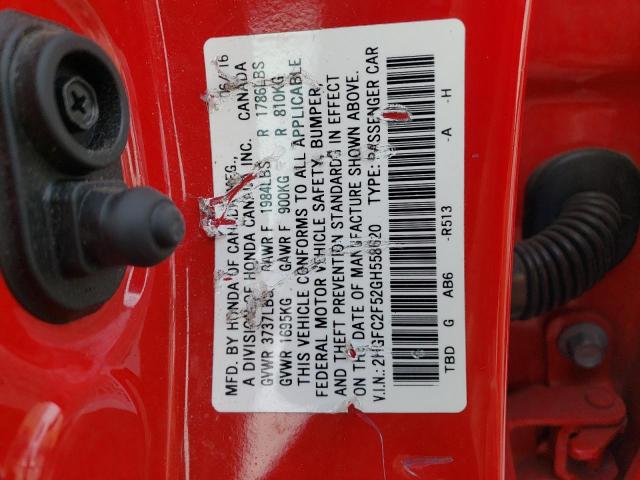 MFD. BY HONDA OF CANADA MFG., 06/16
A DIVISION OF HONDA CANADA INC. CANADA
GVWR 3737LBS GAWR F 1984LBS R 1786LBS
GVWR 1695KG GAWR F 900KG R 810KG
THIS VEHICLE CONFORMS TO ALL APPLICABLE
FEDERAL MOTOR VEHICLE SAFETY, BUMPER,
AND THEFT PREVENTION STANDARDS IN EFFECT
ON THE DATE OF MANUFACTURE SHOWN ABOVE.
V.I.N.: 2HGFC2F52GH558620 TYPE: PASSENGER CAR
TBD G AB6 -R513 -A -H